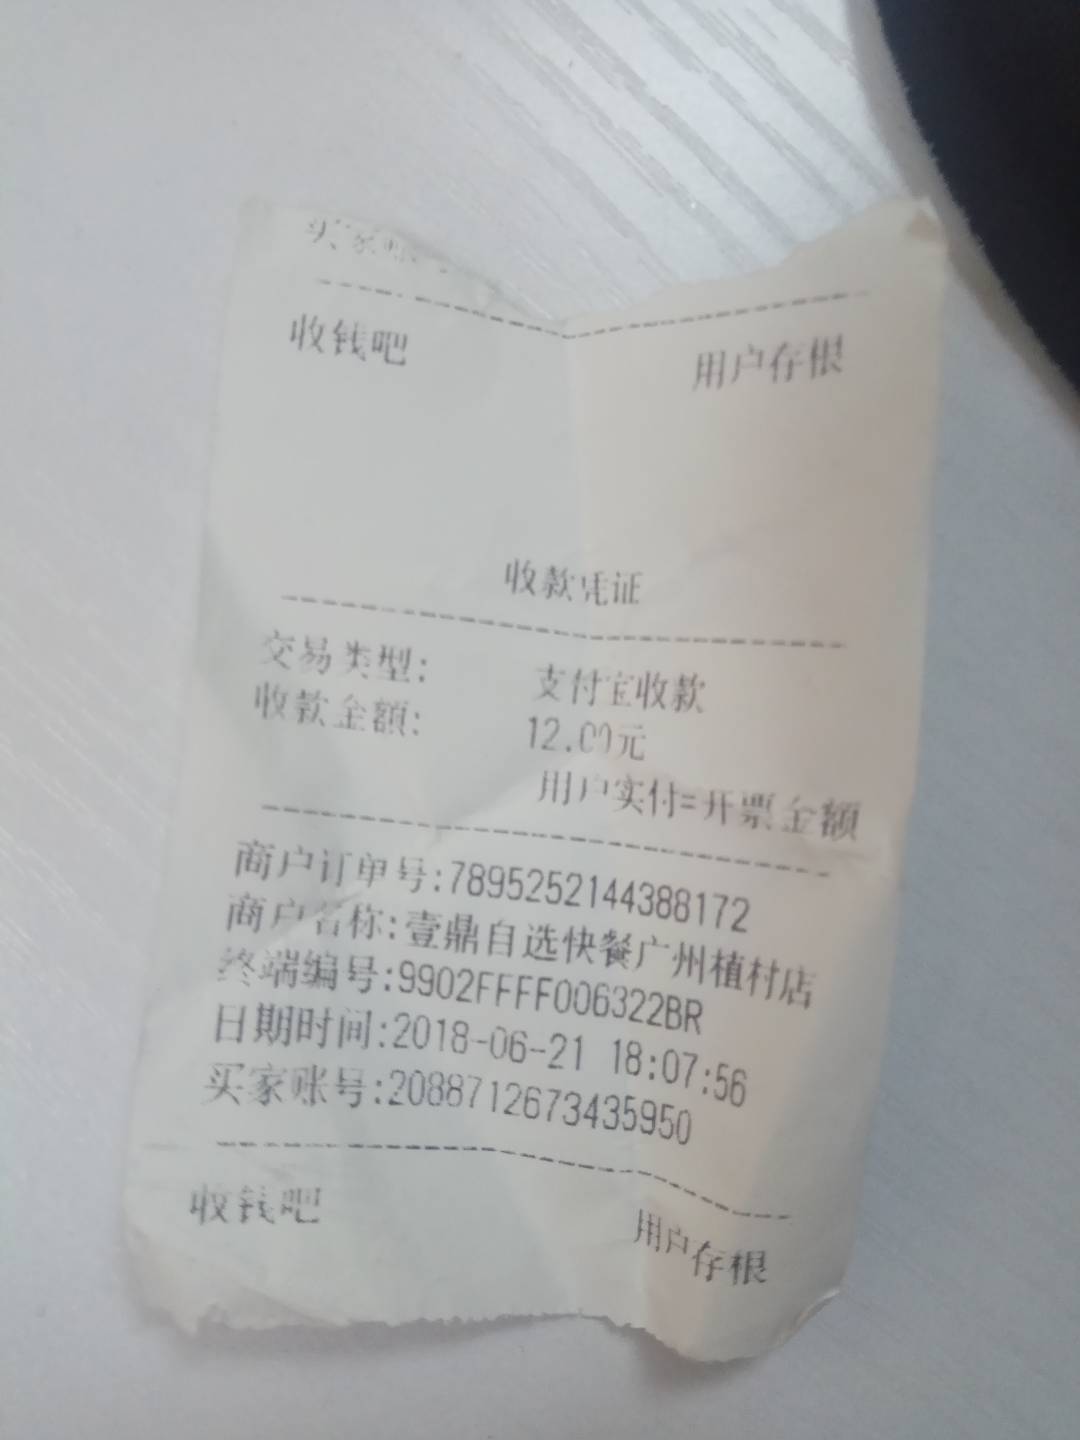 买家账
收钱吧 用户存根
收款凭证
交易类型: 支付宝收款
收款金额: 12.00元
用户实付=开票金额
商户订单号:7895252144388172
商户名称:壹鼎自选快餐广州植村店
终端编号:9902FFFF006322BR
日期时间:2018-06-21 18:07:56
买家账号:2088712673435950
收钱吧 用户存根